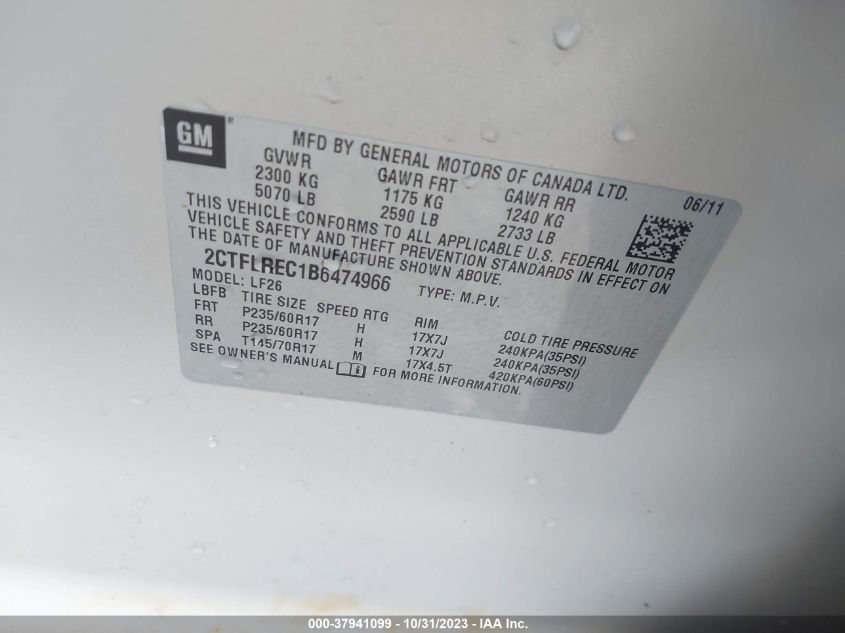 GM
MFD BY GENERAL MOTORS OF CANADA LTD.
06/11
GVWR GAWR FRT GAWR RR
2300 KG 1175 KG 1240 KG
5070 LB 2590 LB 2733 LB
THIS VEHICLE CONFORMS TO ALL APPLICABLE U.S. FEDERAL MOTOR
VEHICLE SAFETY AND THEFT PREVENTION STANDARDS IN EFFECT ON
THE DATE OF MANUFACTURE SHOWN ABOVE.
2CTFLREC1B6474966 TYPE: M.P.V.
MODEL: LF26
LBFB TIRE SIZE SPEED RTG RIM COLD TIRE PRESSURE
FRT P235/60R17 H 17X7J 240KPA(35PSI)
RR P235/60R17 H 17X7J 240KPA(35PSI)
SPA T145/70R17 M 17X4.5T 420KPA(60PSI)
SEE OWNER'S MANUAL FOR MORE INFORMATION.
000-37941099 - 10/31/2023 - IAA Inc.